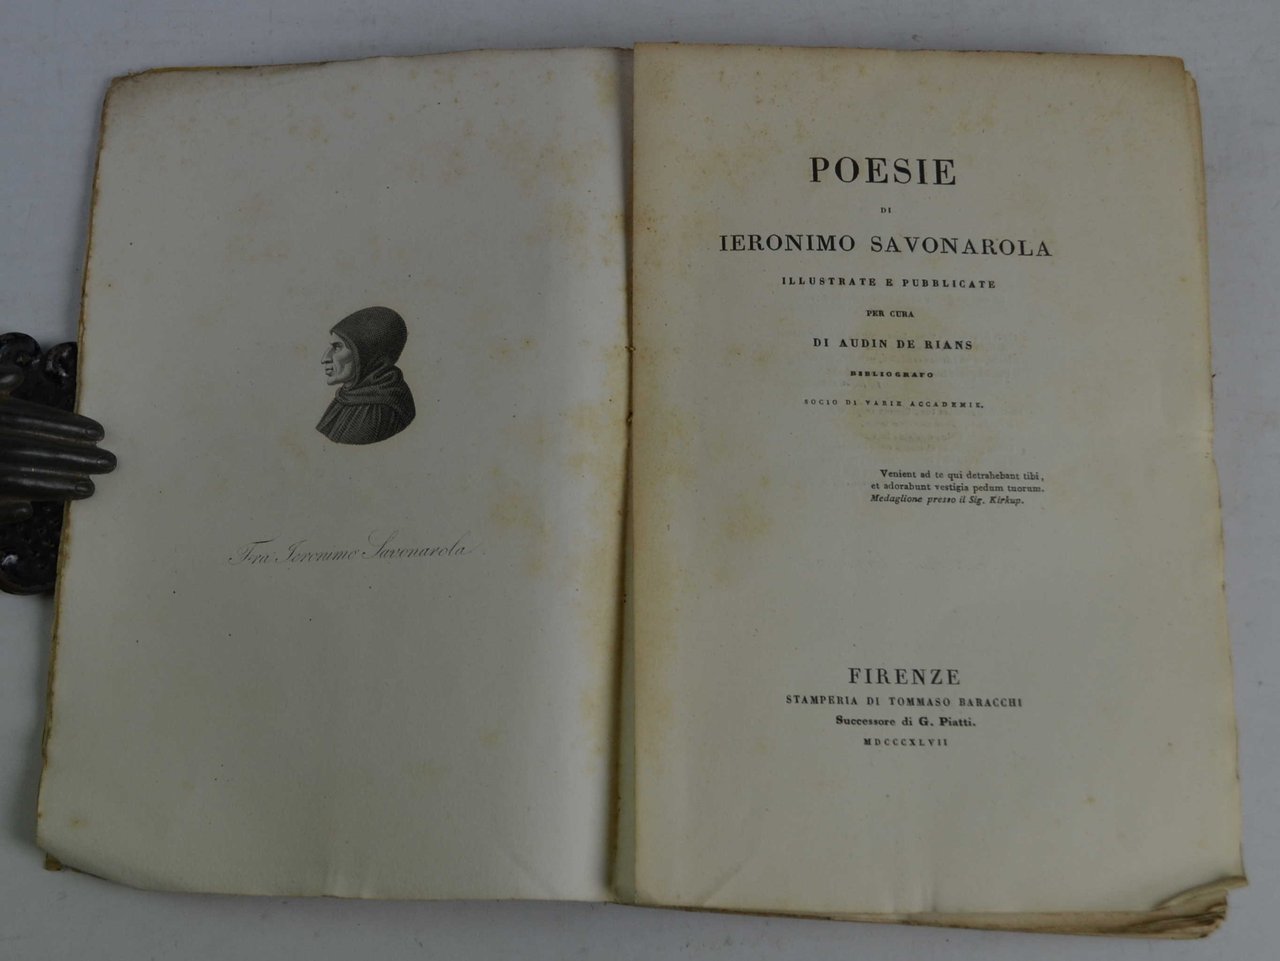 Fra Ieronimo Savonarola
POESIE
DI
IERONIMO SAVONAROLA
ILLUSTRATE E PUBBLICATE
PER CURA
DI AUDIN DE RIANS
BIBLIOGRAFO
SOCIO DI VARIE ACCADEMIE.
Venient ad te qui detrahebant tibi,
et adorabunt vestigia pedum tuorum.
Medaglione presso il Sig. Kirkup.
FIRENZE
STAMPERIA DI TOMMASO BARACCHI
Successore di G. Piatti.
MDCCCXLVII